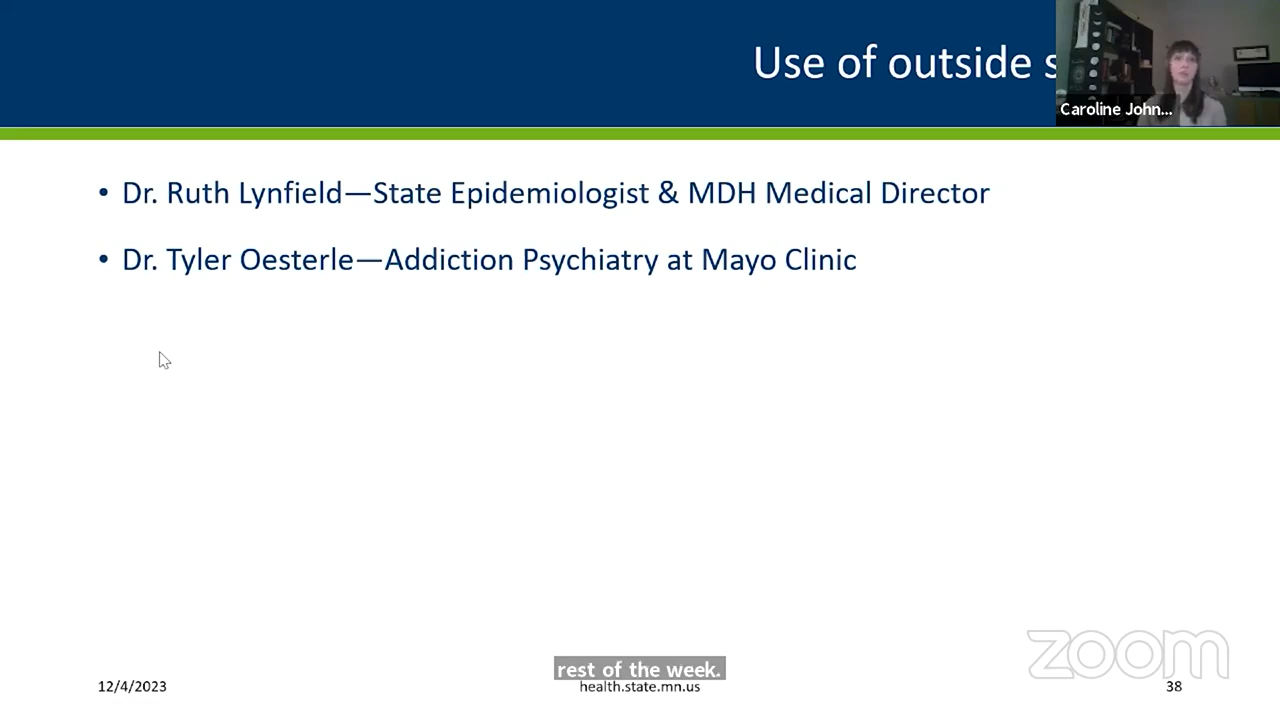 Use of outside s
Caroline John...
• Dr. Ruth Lynfield—State Epidemiologist & MDH Medical Director
• Dr. Tyler Oesterle—Addiction Psychiatry at Mayo Clinic
zoom
rest of the week.
12/4/2023
health.state.mn.us
38